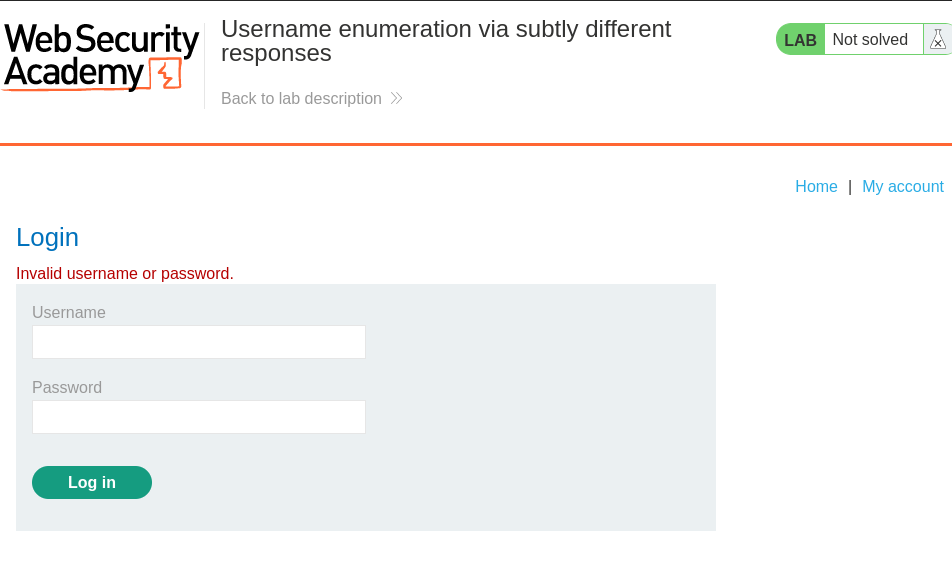 Web Security
Academy
Username enumeration via subtly different
responses
Back to lab description
LAB
Not solved
Home | My account
Login
Invalid username or password.
Username
Password
Log in